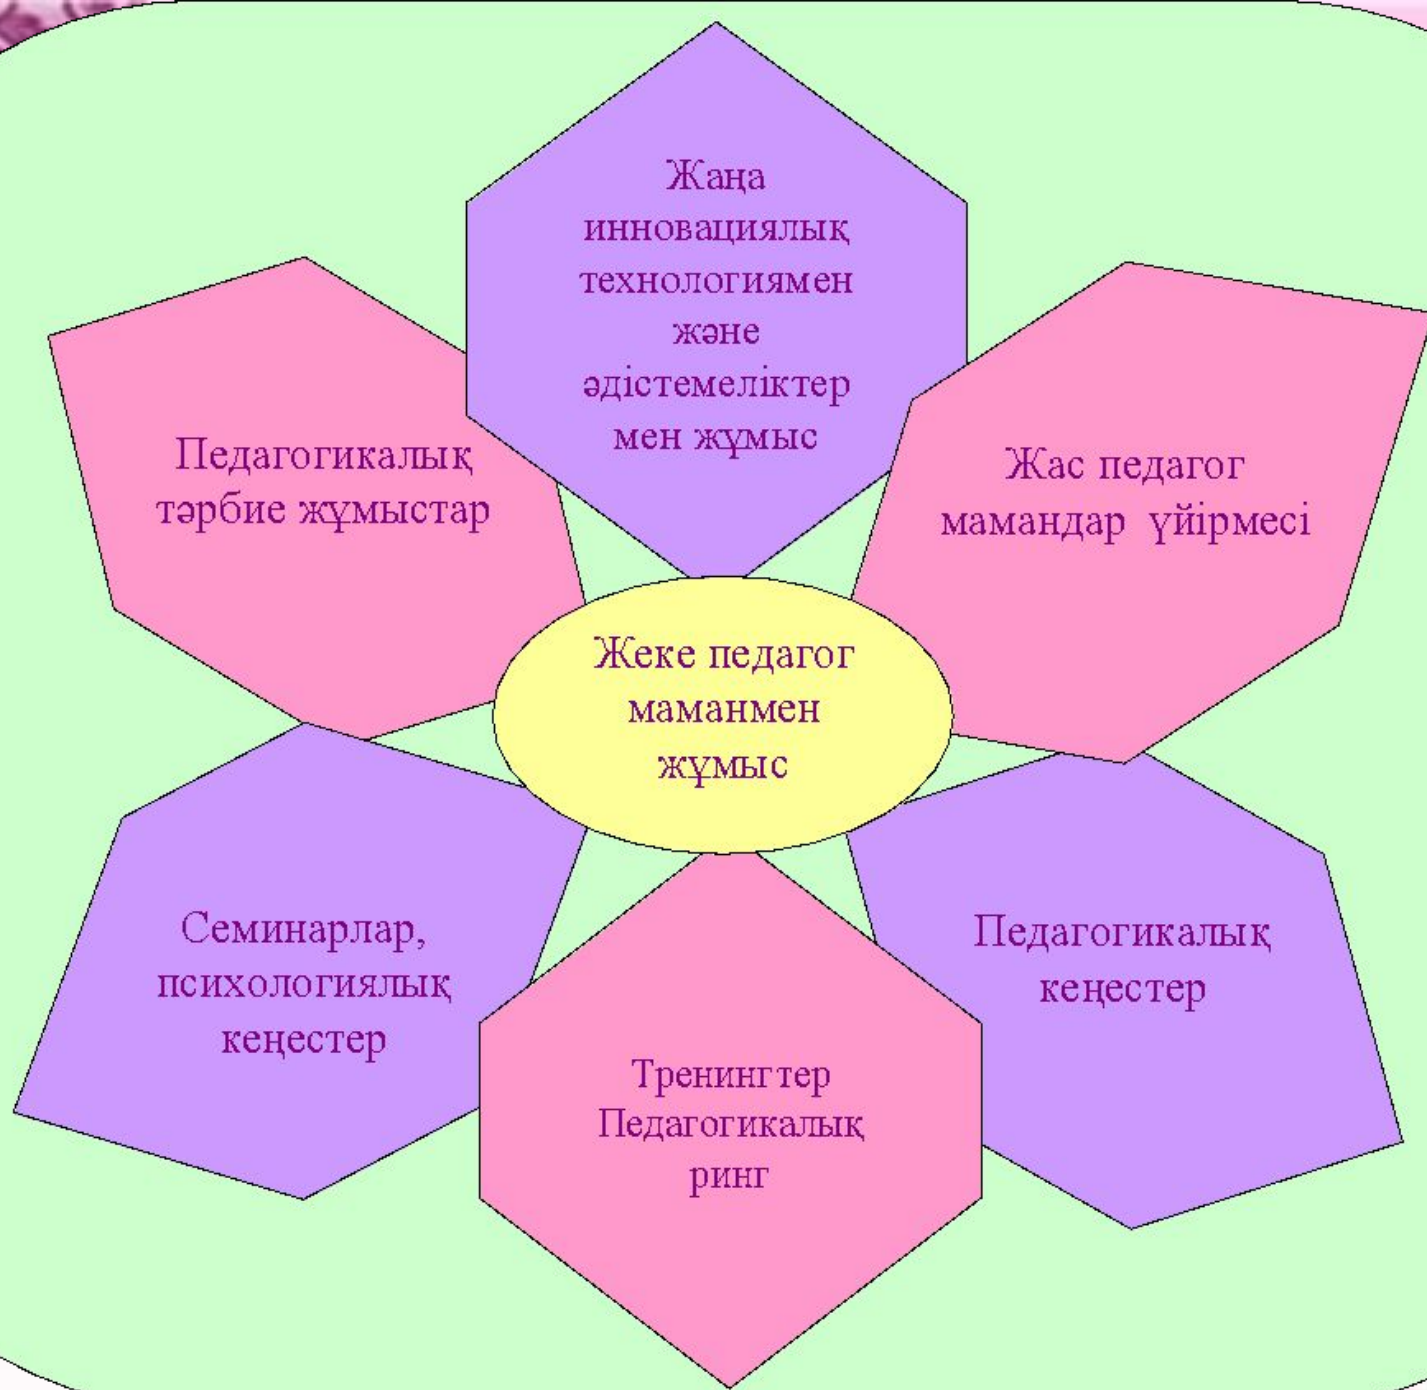 Жаңа
инновациялық
технологиямен
және
әдістемеліктер
мен жұмыс
Педагогикалық
тәрбие жұмыстар
Жас педагог
мамандар үйірмесі
Жеке педагог
маманмен
жұмыс
Семинарлар,
психологиялық
кеңестер
Педагогикалық
кеңестер
Тренингтер
Педагогикалық
ринг